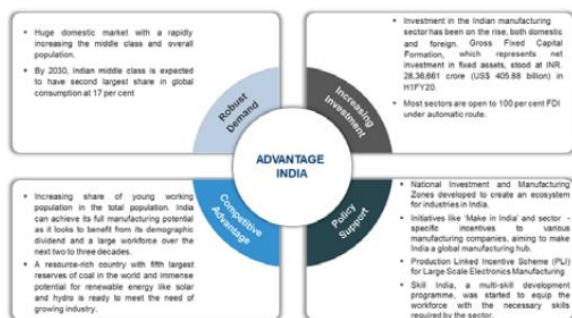 Huge domestic market with a rapidly
increasing the middle class and overall
population.
By 2030, Indian middle class is expected
to have second largest share in global
consumption at 17 per cent
Investment in the Indian manufacturing
sector has been on the rise, both domestic
and foreign. Gross Fixed Capital
Formation, which represents net
investment in fixed assets, stood at INR.
28,36,661 crore (US$ 405.88 billion) in
H1FY20.
Most sectors are open to 100 per cent FDI
under automatic route.
Robust
Demand
Increasing
Investment
ADVANTAGE
INDIA
Competitive
Advantage
Policy
Support
Increasing share of young working
population in the total population. India
can achieve its full manufacturing potential
as it looks to benefit from its demographic
dividend and a large workforce over the
next two to three decades.
A resource-rich country with fifth largest
reserves of coal in the world and immense
potential for renewable energy like solar
and hydro is ready to meet the need of
growing industry.
National Investment and Manufacturing
Zones developed to create an ecosystem
for industries in India.
Initiatives like 'Make in India' and sector -
specific incentives to various
manufacturing companies, aiming to make
India a global manufacturing hub.
Production Linked Incentive Scheme (PLI)
for Large Scale Electronics Manufacturing
Skill India, a multi-skill development
programme, was started to equip the
workforce with the necessary skills
required by the sector.